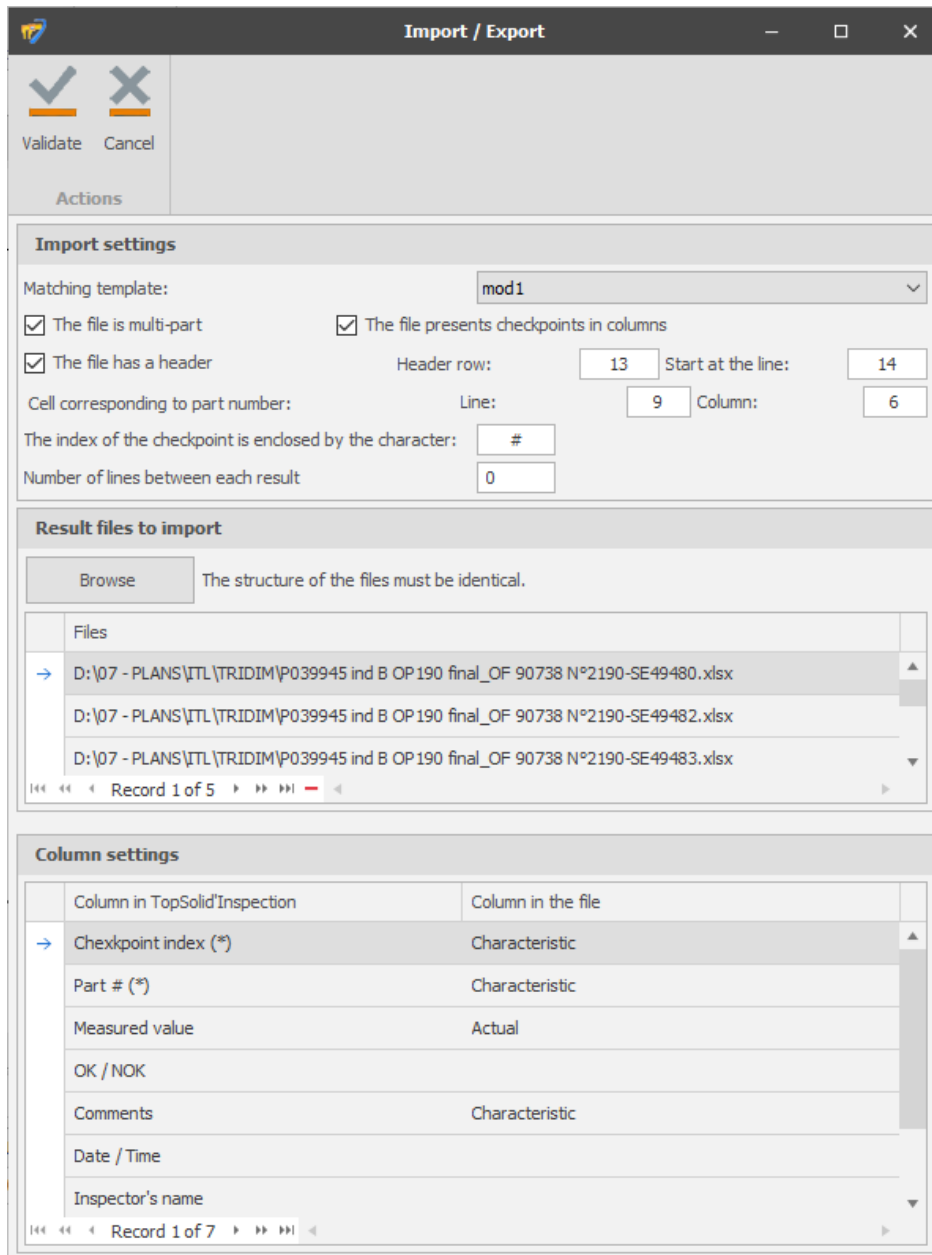 Import / Export
Validate Cancel
Actions
Import settings
Matching template: mod1
The file is multi-part The file presents checkpoints in columns
The file has a header Header row: 13 Start at the line: 14
Cell corresponding to part number: Line: 9 Column: 6
The index of the checkpoint is enclosed by the character: #
Number of lines between each result 0
Result files to import
Browse The structure of the files must be identical.
Files
D:\07 - PLANS\ITL\TRIDIM\P039945 ind B OP190 final_OF 90738 N°2190-SE49480.xlsx
D:\07 - PLANS\ITL\TRIDIM\P039945 ind B OP190 final_OF 90738 N°2190-SE49482.xlsx
D:\07 - PLANS\ITL\TRIDIM\P039945 ind B OP190 final_OF 90738 N°2190-SE49483.xlsx
Record 1 of 5
Column settings
Column in TopSolid'Inspection Column in the file
Chexkpoint index (*) Characteristic
Part # (*) Characteristic
Measured value Actual
OK / NOK
Comments Characteristic
Date / Time
Inspector's name
Record 1 of 7